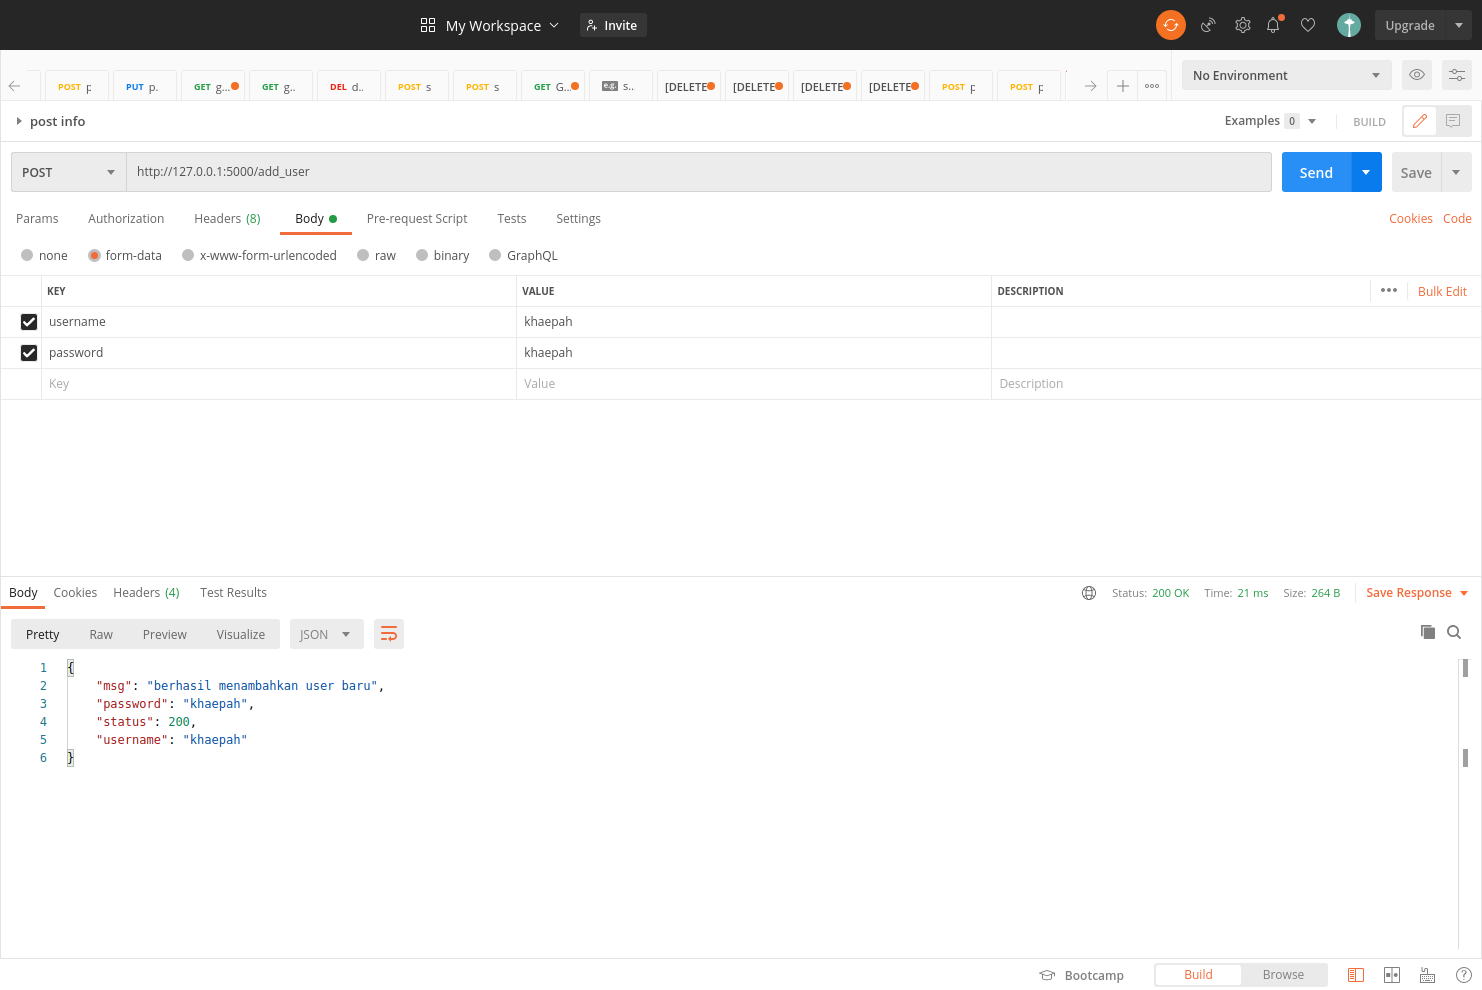 My Workspace Invite Upgrade
POST p PUT p. GET g... GET g.. DEL d.. POST s POST s GET G... e.g. s.. [DELETE [DELETE [DELETE [DELETE POST p POST p No Environment
post info Examples 0 BUILD
POST http://127.0.0.1:5000/add_user Send Save
Params Authorization Headers (8) Body Pre-request Script Tests Settings Cookies Code
none form-data x-www-form-urlencoded raw binary GraphQL
KEY VALUE DESCRIPTION ••• Bulk Edit
username khaepah
password khaepah
Key Value Description
Body Cookies Headers (4) Test Results Status: 200 OK Time: 21 ms Size: 264 B Save Response
Pretty Raw Preview Visualize JSON
1 {
2 "msg": "berhasil menambahkan user baru",
3 "password": "khaepah",
4 "status": 200,
5 "username": "khaepah"
6 }
Bootcamp Build Browse